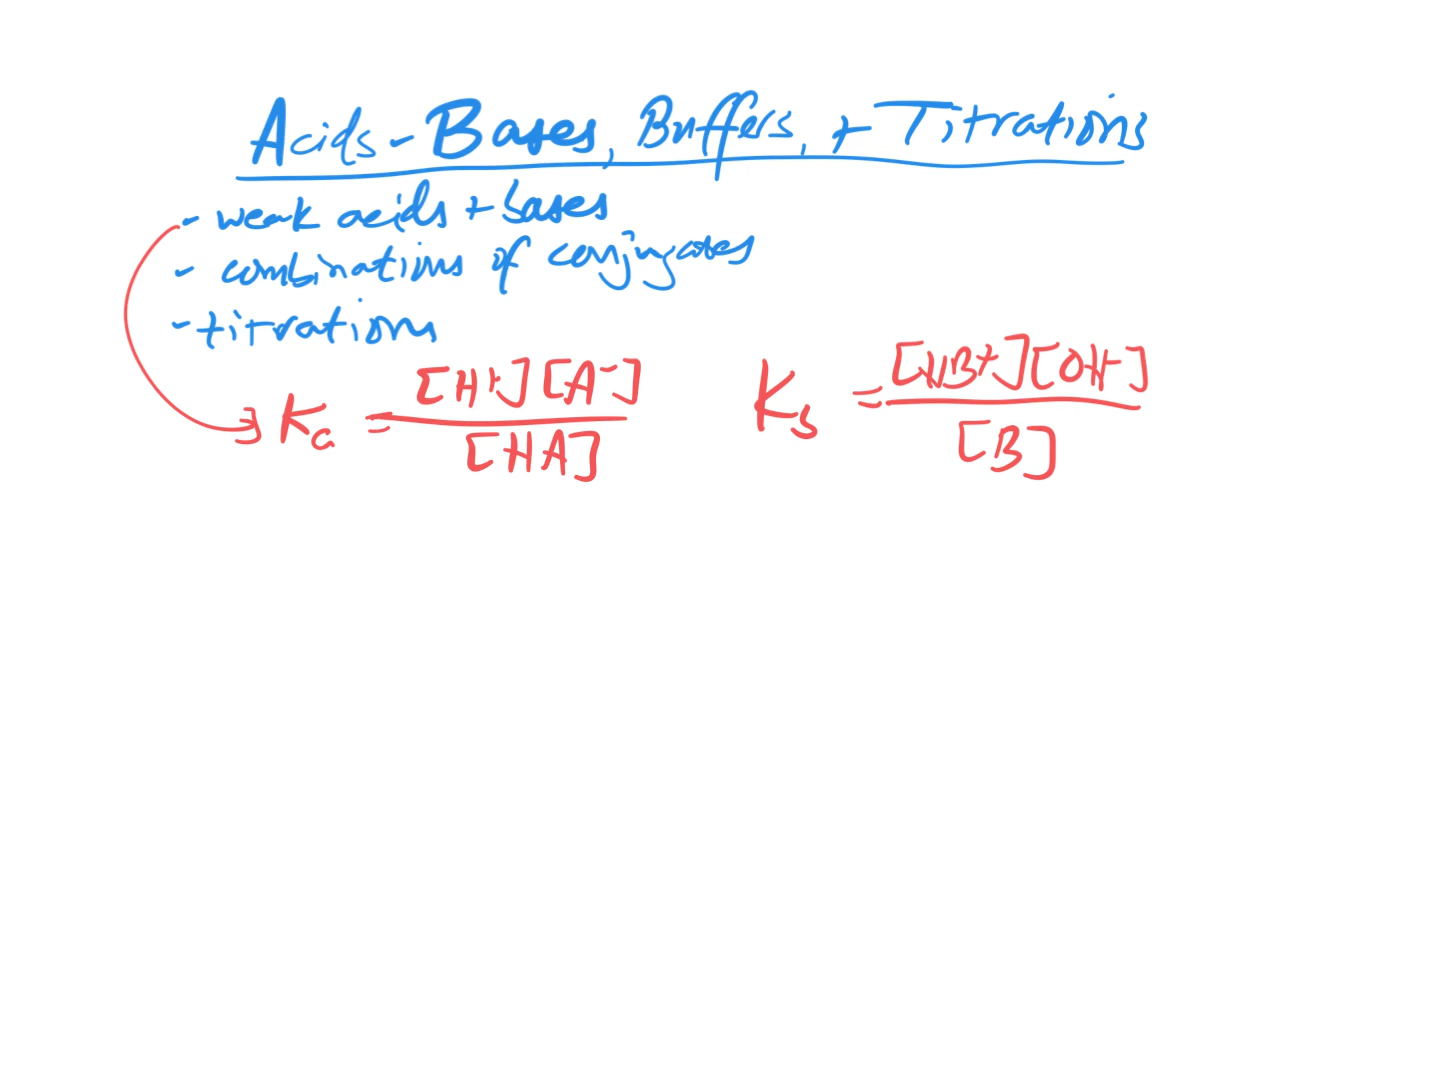 Acids-Bases, Buffers, + Titrations
- weak acids + bases
- combinations of conjugates
- titrations
Ka = [H+][A-] / [HA]
Kb = [HB+][OH-] / [B]